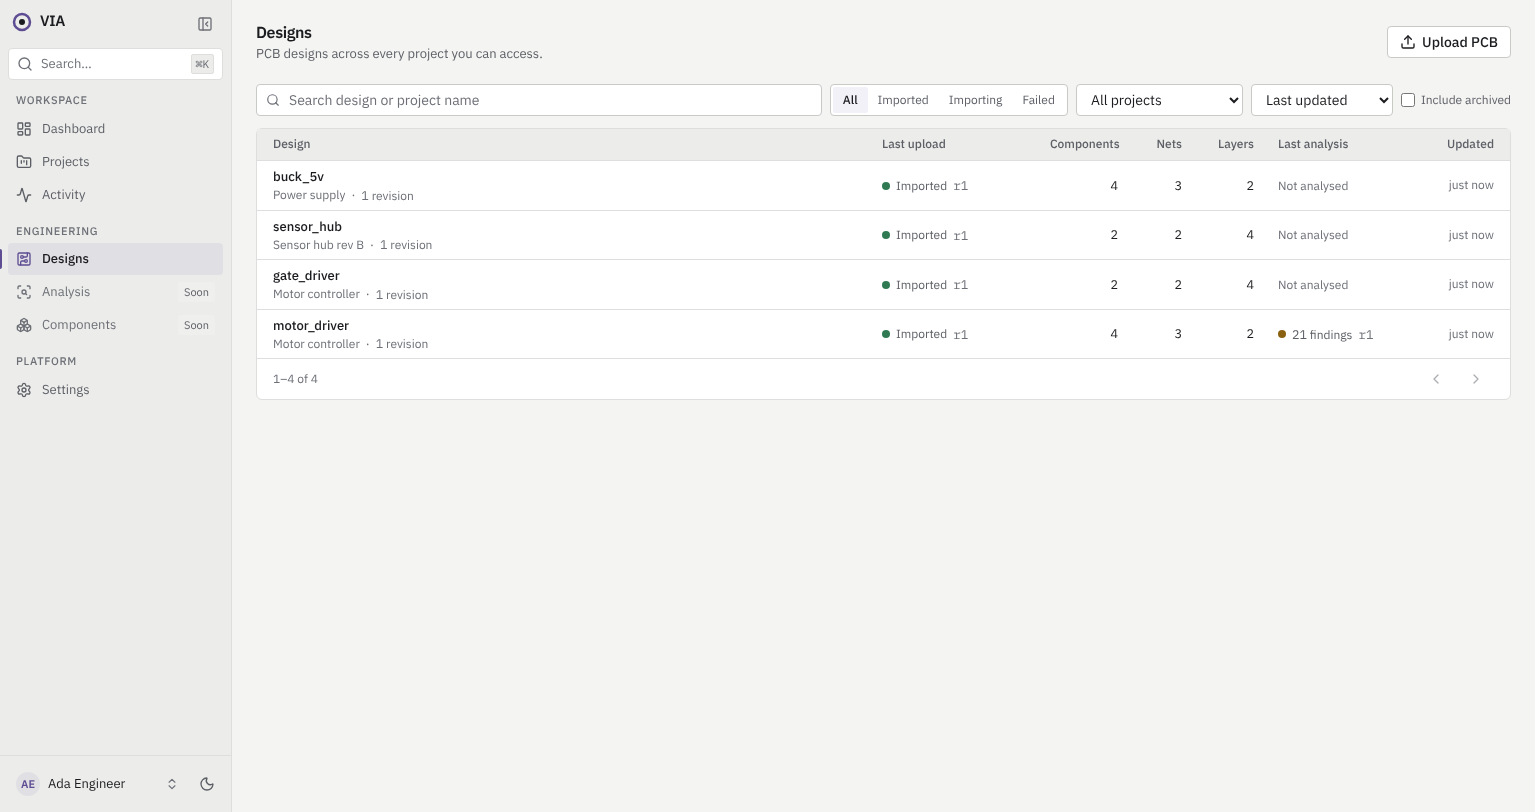 VIA
Search...
⌘K
WORKSPACE
Dashboard
Projects
Activity
ENGINEERING
Designs
Analysis Soon
Components Soon
PLATFORM
Settings
AE Ada Engineer
Designs
PCB designs across every project you can access.
Upload PCB
Search design or project name
All Imported Importing Failed
All projects
Last updated
Include archived
Design Last upload Components Nets Layers Last analysis Updated
buck_5v
Power supply · 1 revision
Imported r1 4 3 2 Not analysed just now
sensor_hub
Sensor hub rev B · 1 revision
Imported r1 2 2 4 Not analysed just now
gate_driver
Motor controller · 1 revision
Imported r1 2 2 4 Not analysed just now
motor_driver
Motor controller · 1 revision
Imported r1 4 3 2 21 findings r1 just now
1–4 of 4